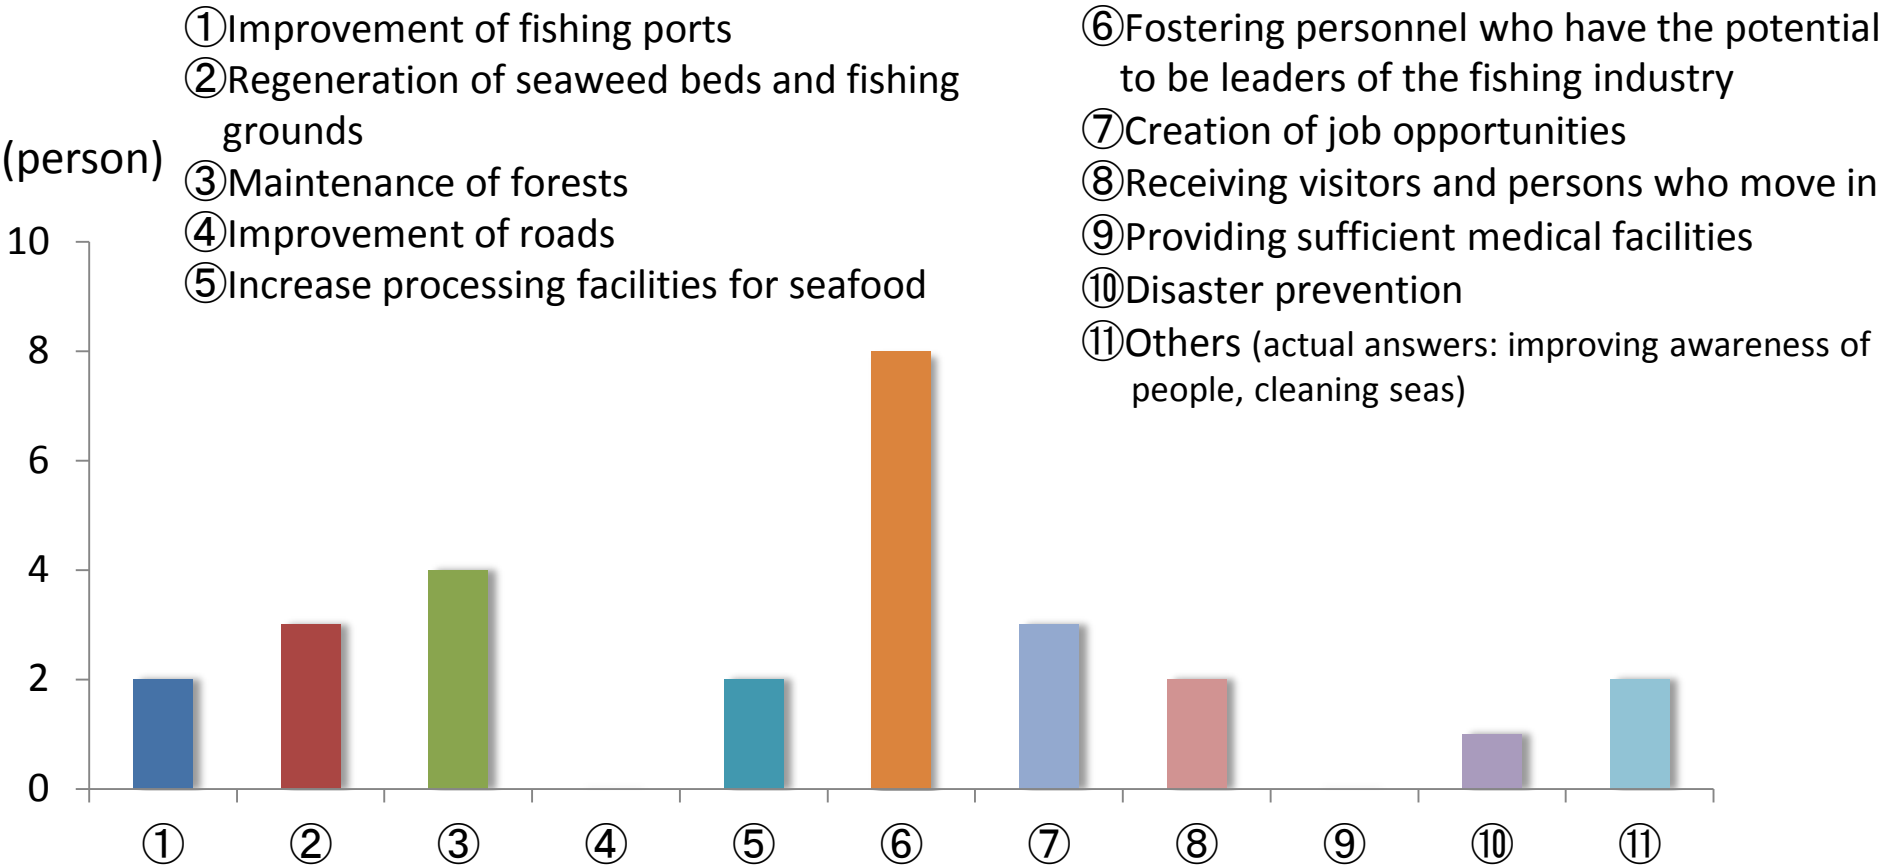 ①Improvement of fishing ports
②Regeneration of seaweed beds and fishing
grounds
③Maintenance of forests
④Improvement of roads
⑤Increase processing facilities for seafood
⑥Fostering personnel who have the potential
to be leaders of the fishing industry
⑦Creation of job opportunities
⑧Receiving visitors and persons who move in
⑨Providing sufficient medical facilities
⑩Disaster prevention
⑪Others (actual answers: improving awareness of
people, cleaning seas)
(person)
10
8
6
4
2
0
① ② ③ ④ ⑤ ⑥ ⑦ ⑧ ⑨ ⑩ ⑪